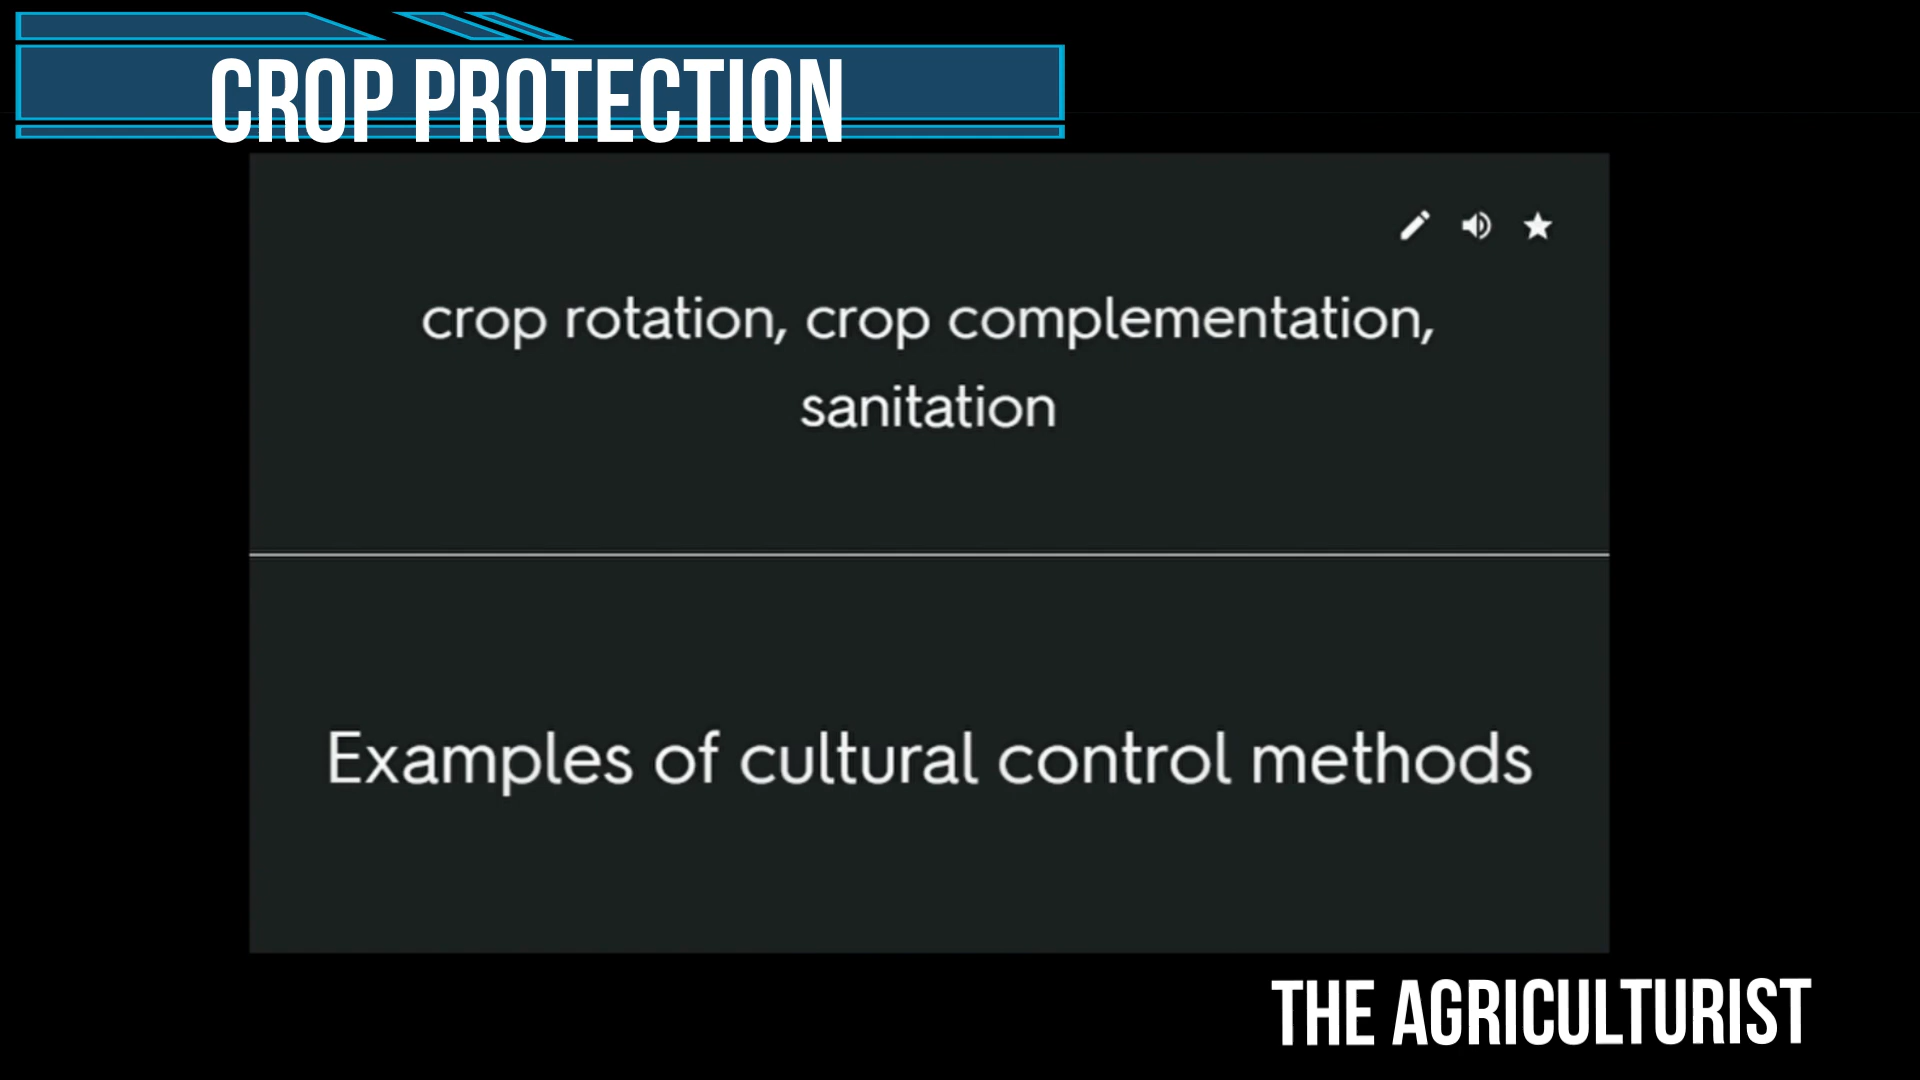 CROP PROTECTION
crop rotation, crop complementation,
sanitation
Examples of cultural control methods
THE AGRICULTURIST